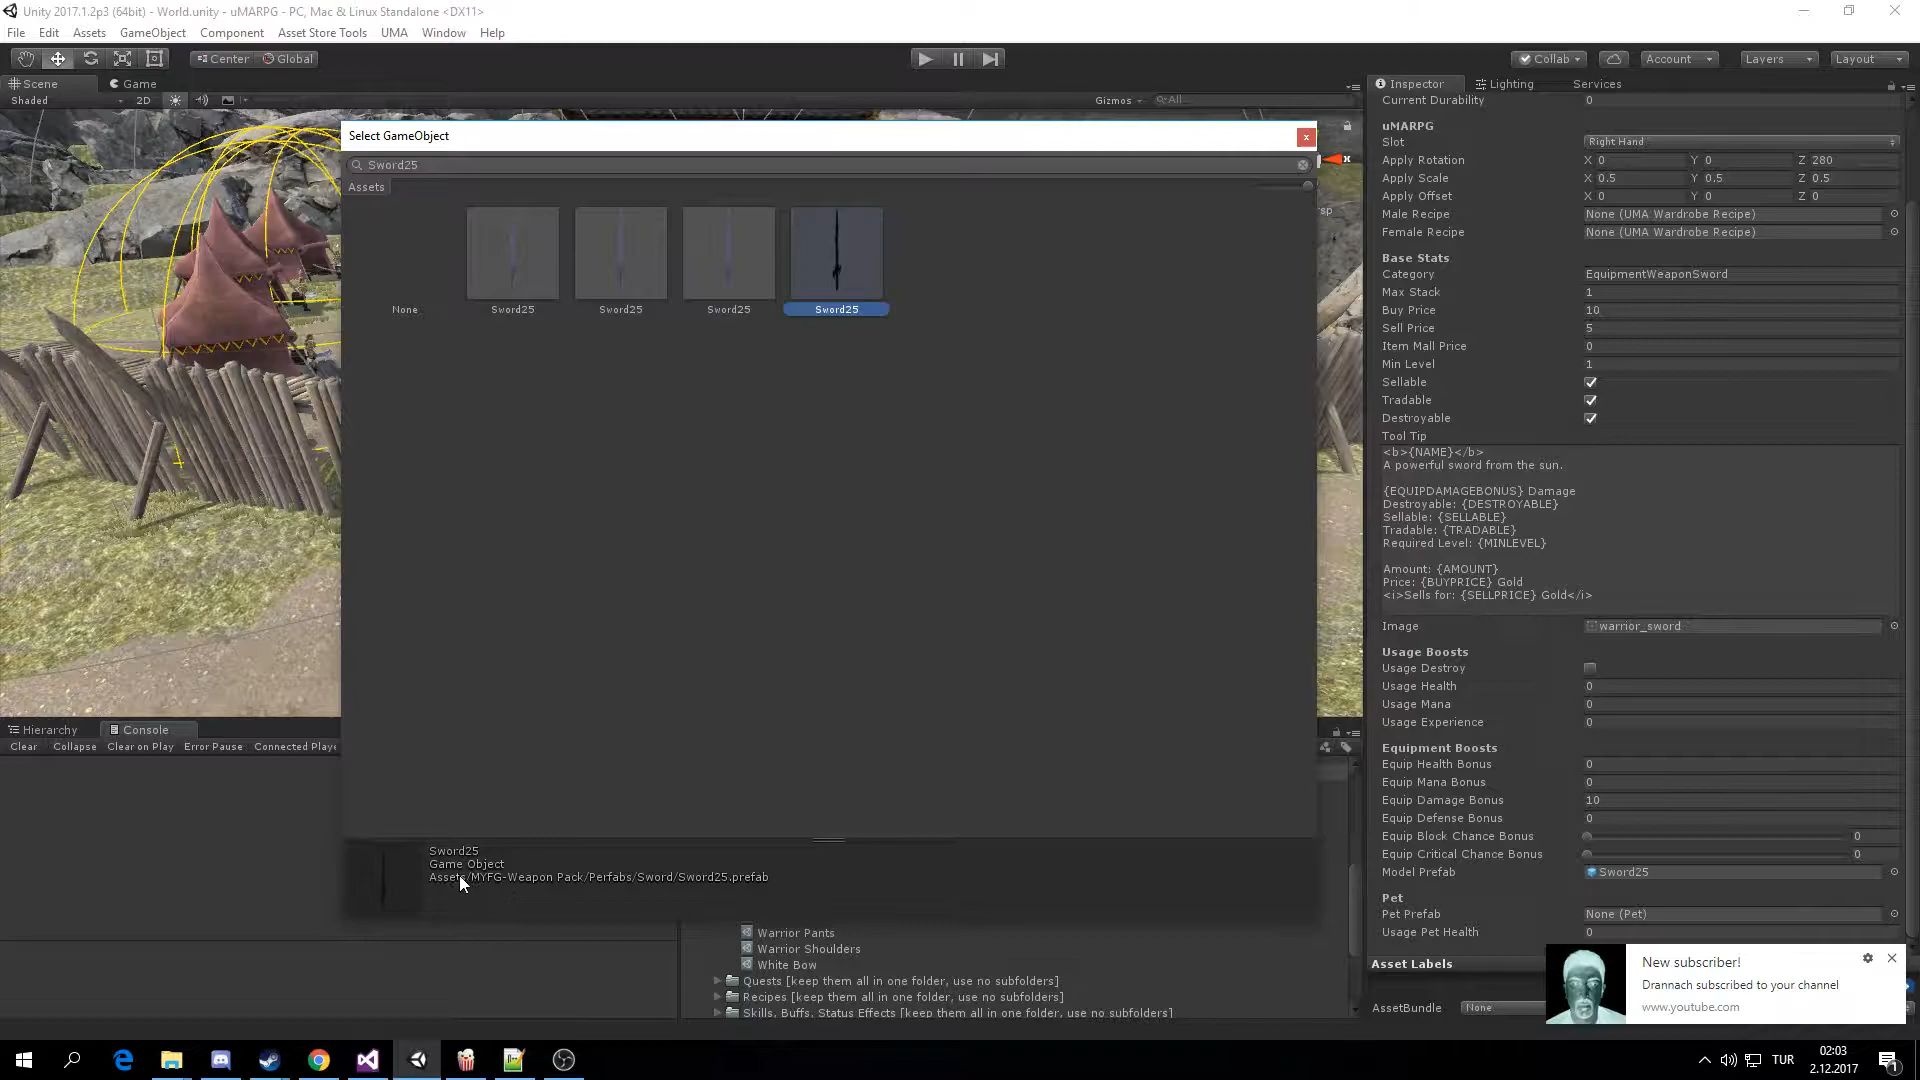 Unity 2017.1.2p3 (64bit) - World.unity - uMARPG - PC, Mac & Linux Standalone <DX11>
File Edit Assets GameObject Component Asset Store Tools UMA Window Help
Center Global Collab Account Layers Layout
Scene Game Inspector Lighting Services
Shaded 2D Gizmos All
Select GameObject
Sword25
Assets
None Sword25 Sword25 Sword25 Sword25
Sword25
Game Object
Assets/MYFG-Weapon Pack/Perfabs/Sword/Sword25.prefab
Hierarchy Console
Clear Collapse Clear on Play Error Pause Connected Playe
Warrior Pants
Warrior Shoulders
White Bow
Quests [keep them all in one folder, use no subfolders]
Recipes [keep them all in one folder, use no subfolders]
Skills, Buffs, Status Effects [keep them all in one folder, use no subfolders]
x
Current Durability 0
uMARPG
Slot Right Hand
Apply Rotation X 0 Y 0 Z 280
Apply Scale X 0.5 Y 0.5 Z 0.5
Apply Offset X 0 Y 0 Z 0
Male Recipe None (UMA Wardrobe Recipe)
Female Recipe None (UMA Wardrobe Recipe)
Base Stats
Category EquipmentWeaponSword
Max Stack 1
Buy Price 10
Sell Price 5
Item Mall Price 0
Min Level 1
Sellable
Tradable
Destroyable
Tool Tip
<b>{NAME}</b>
A powerful sword from the sun.
{EQUIPDAMAGEBONUS} Damage
Destroyable: {DESTROYABLE}
Sellable: {SELLABLE}
Tradable: {TRADABLE}
Required Level: {MINLEVEL}
Amount: {AMOUNT}
Price: {BUYPRICE} Gold
<i>Sells for: {SELLPRICE} Gold</i>
Image warrior_sword
Usage Boosts
Usage Destroy
Usage Health 0
Usage Mana 0
Usage Experience 0
Equipment Boosts
Equip Health Bonus 0
Equip Mana Bonus 0
Equip Damage Bonus 10
Equip Defense Bonus 0
Equip Block Chance Bonus 0
Equip Critical Chance Bonus 0
Model Prefab Sword25
Pet
Pet Prefab None (Pet)
Usage Pet Health 0
Asset Labels
AssetBundle None
New subscriber!
Drannach subscribed to your channel
www.youtube.com
TUR
02:03
2.12.2017
1